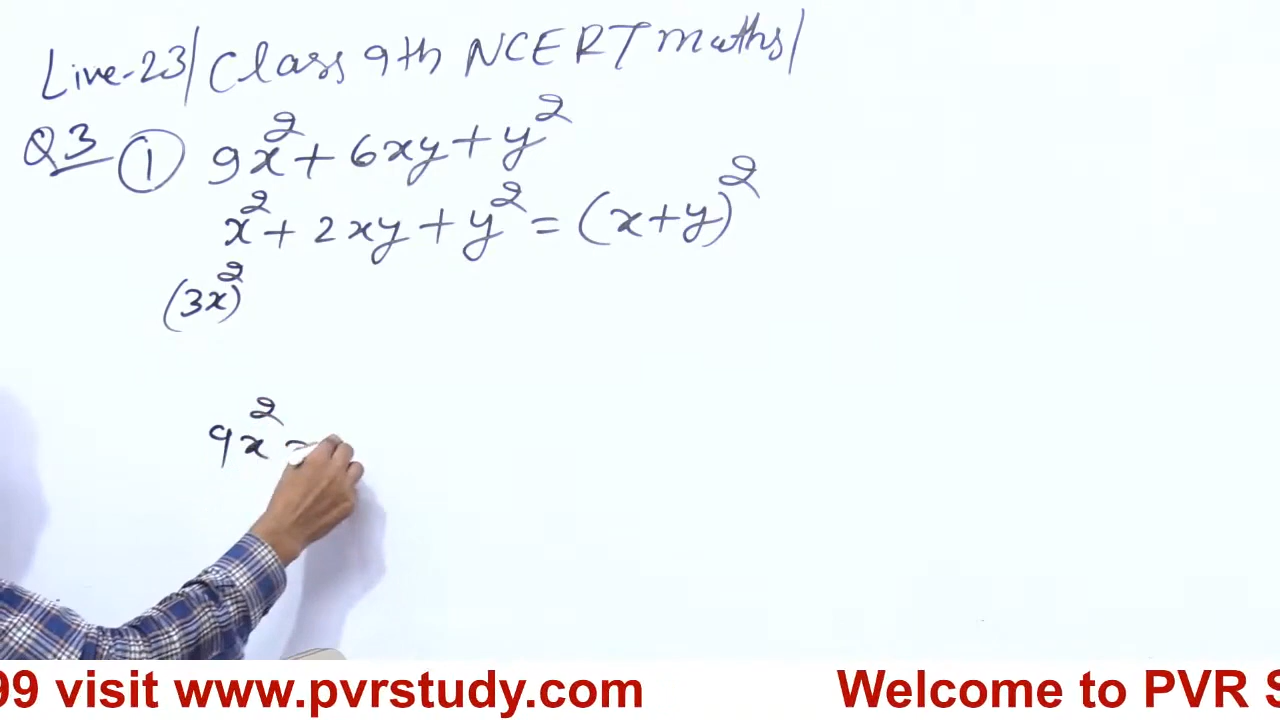 Live-23/Class 9th NCERT maths/
Q3 ① 9x² + 6xy + y²
x² + 2xy + y² = (x+y)²
(3x)²
9x² =
99 visit www.pvrstudy.com Welcome to PVR S